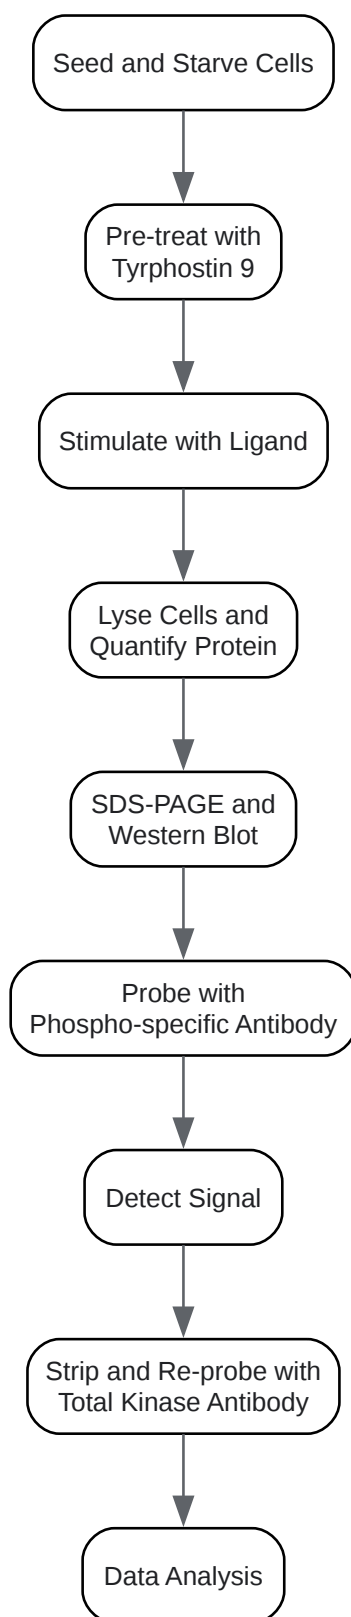 Seed and Starve Cells
Pre-treat with
Tyrphostin 9
Stimulate with Ligand
Lyse Cells and
Quantify Protein
SDS-PAGE and
Western Blot
Probe with
Phospho-specific Antibody
Detect Signal
Strip and Re-probe with
Total Kinase Antibody
Data Analysis